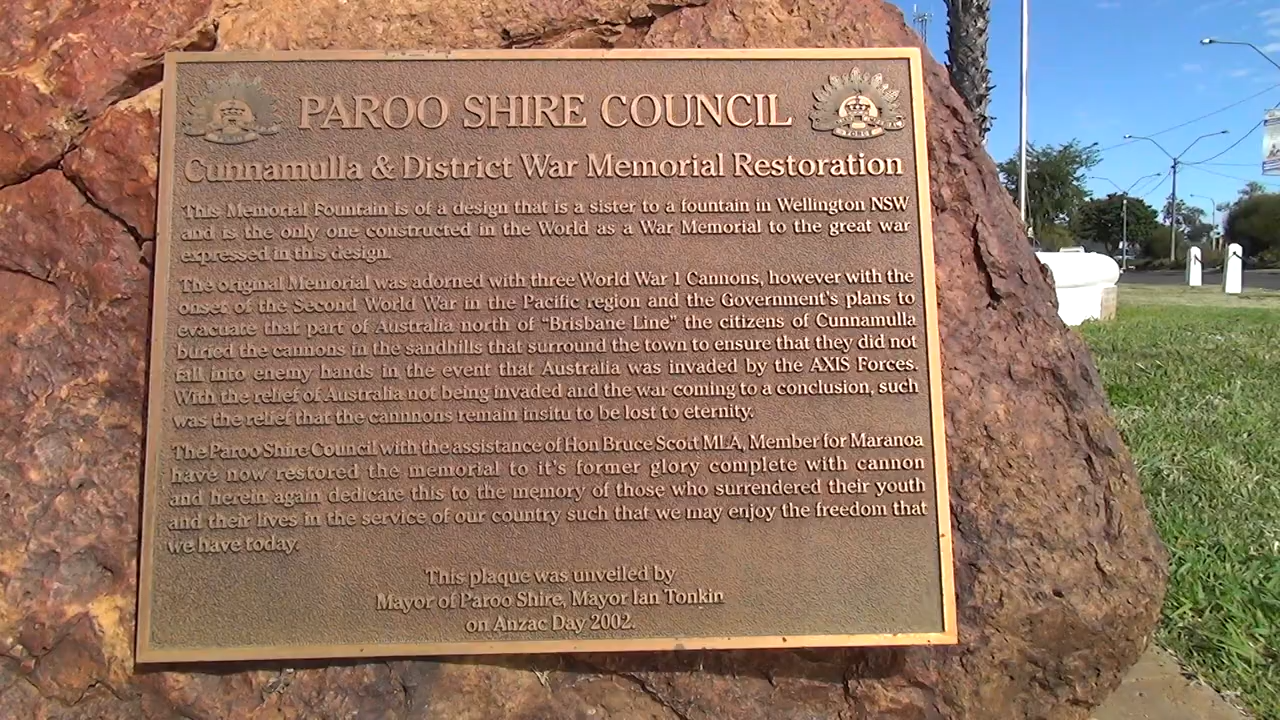 PAROO SHIRE COUNCIL
Cunnamulla & District War Memorial Restoration
This Memorial Fountain is of a design that is a sister to a fountain in Wellington NSW
and is the only one constructed in the World as a War Memorial to the great war
expressed in this design.
The original Memorial was adorned with three World War 1 Cannons, however with the
onset of the Second World War in the Pacific region and the Government's plans to
evacuate that part of Australia north of "Brisbane Line" the citizens of Cunnamulla
buried the cannons in the sandhills that surround the town to ensure that they did not
fall into enemy hands in the event that Australia was invaded by the AXIS Forces.
With the relief of Australia not being invaded and the war coming to a conclusion, such
was the relief that the cannnons remain insitu to be lost to eternity.
The Paroo Shire Council with the assistance of Hon Bruce Scott MLA, Member for Maranoa
have now restored the memorial to it's former glory complete with cannon
and herein again dedicate this to the memory of those who surrendered their youth
and their lives in the service of our country such that we may enjoy the freedom that
we have today.
This plaque was unveiled by
Mayor of Paroo Shire, Mayor Ian Tonkin
on Anzac Day 2002.